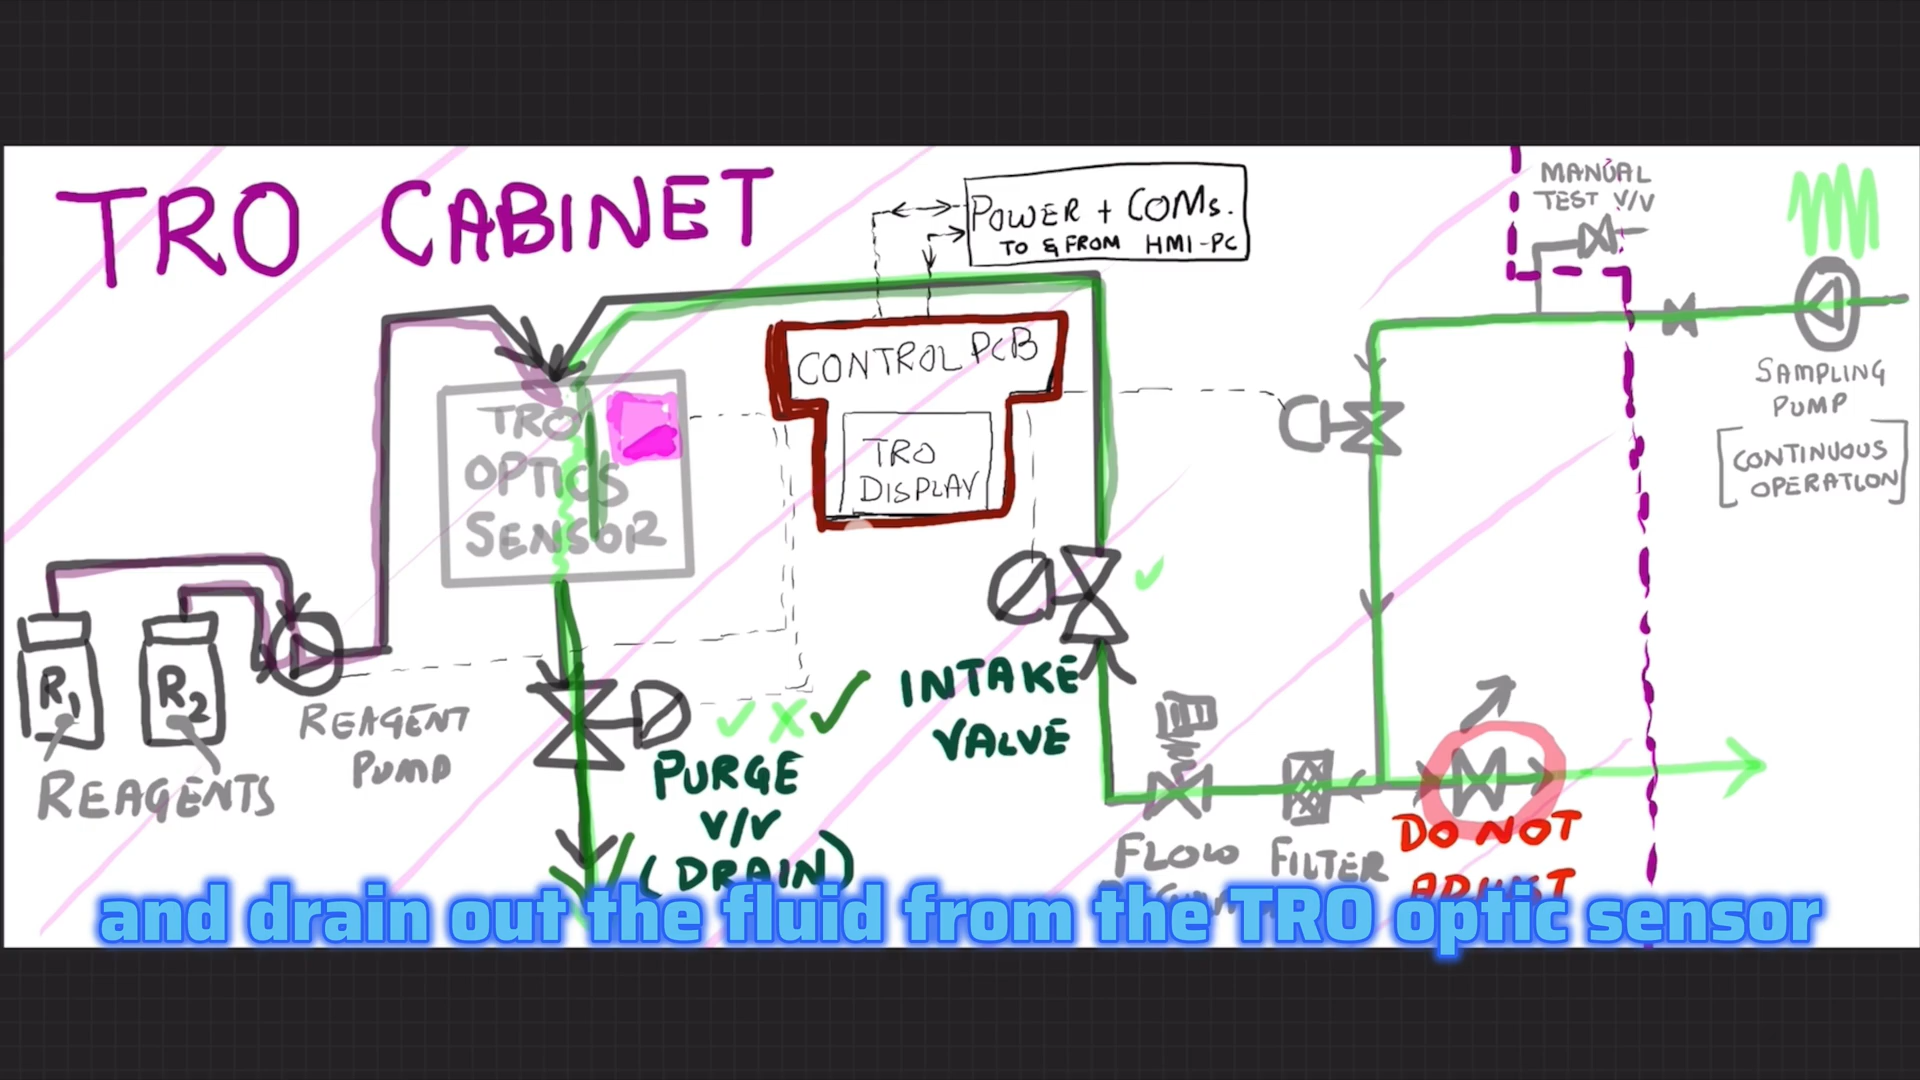 TRO CABINET
POWER + COMs.
TO & FROM HMI-PC
MANUAL
TEST V/V
CONTROL PCB
TRO
DISPLAY
TRO
OPTICS
SENSOR
SAMPLING
PUMP
[CONTINUOUS
OPERATION]
R1
R2
REAGENTS
REAGENT
PUMP
✓ X ✓
PURGE
V/V
(DRAIN)
INTAKE
VALVE
✓
FLOW
FILTER
DO NOT
ADJUST
and drain out the fluid from the TRO optic sensor